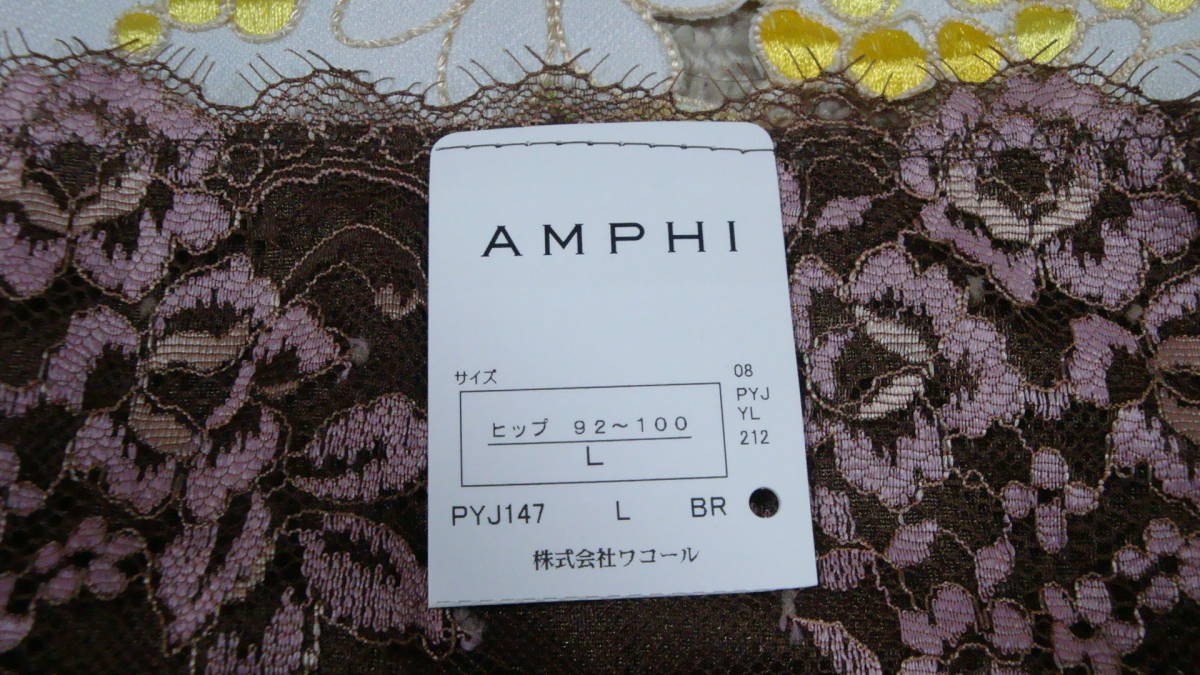 AMPHI
サイズ
ヒップ 92～100
L
08
PYJ
YL
212
PYJ147 L BR
株式会社ワコール